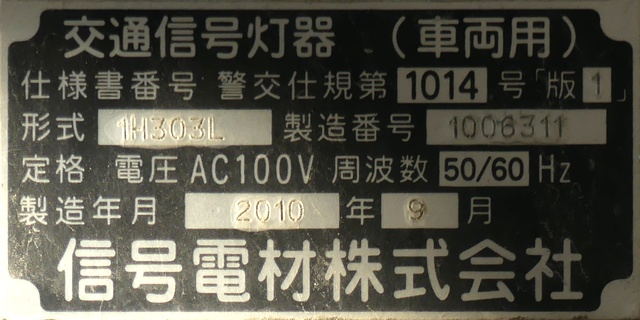 交通信号灯器 (車両用)
仕様書番号 警交仕規第 1014 号「版 1」
形式 1H303L 製造番号 1006311
定格 電圧 AC100V 周波数 50/60 Hz
製造年月 2010 年 9 月
信号電材株式会社